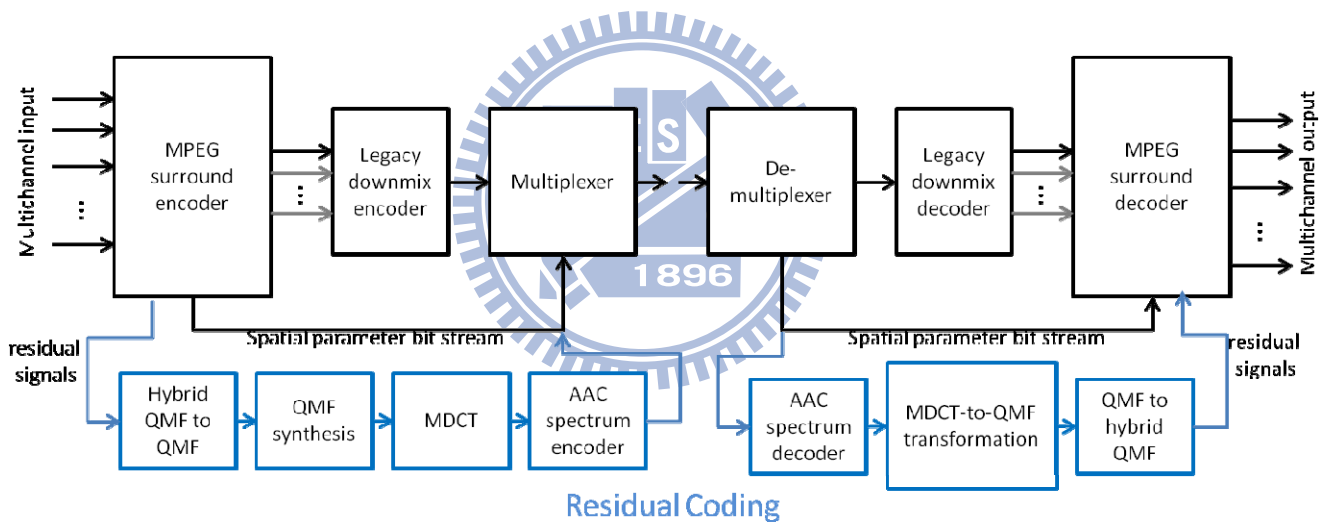 Multichannel input
...
MPEG
surround
encoder
...
Legacy
downmix
encoder
Multiplexer
De-
multiplexer
Legacy
downmix
decoder
...
MPEG
surround
decoder
...
Multichannel output
ES
1896
Spatial parameter bit stream
Spatial parameter bit stream
residual
signals
residual
signals
Hybrid
QMF to
QMF
QMF
synthesis
MDCT
AAC
spectrum
encoder
AAC
spectrum
decoder
MDCT-to-QMF
transformation
QMF to
hybrid
QMF
Residual Coding